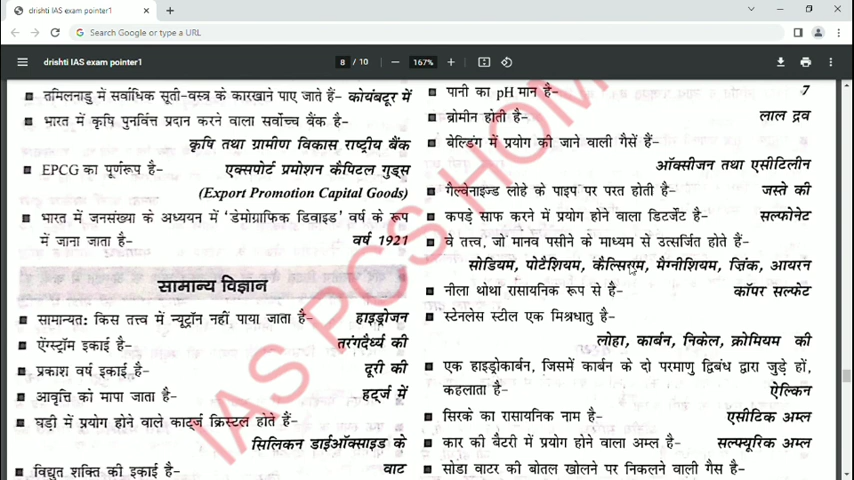 drishti IAS exam pointer1
Search Google or type a URL
drishti IAS exam pointer1
8 / 10
167%
तमिलनाडु में सर्वाधिक सूती-वस्त्र के कारखाने पाए जाते हैं- कोयंबटूर में
भारत में कृषि पुनर्वित्त प्रदान करने वाला सर्वोच्च बैंक है-
कृषि तथा ग्रामीण विकास राष्ट्रीय बैंक
EPCG का पूर्णरूप है- एक्सपोर्ट प्रमोशन कैपिटल गुड्स
(Export Promotion Capital Goods)
भारत में जनसंख्या के अध्ययन में 'डेमोग्राफिक डिवाइड' वर्ष के रूप
में जाना जाता है- वर्ष 1921
सामान्य विज्ञान
सामान्यत: किस तत्त्व में न्यूट्रॉन नहीं पाया जाता है- हाइड्रोजन
ऐंग्स्ट्रॉम इकाई है- तरंगदैर्ध्य की
प्रकाश वर्ष इकाई है- दूरी की
आवृत्ति को मापा जाता है- हर्ट्ज में
घड़ी में प्रयोग होने वाले कार्ट्ज क्रिस्टल होते हैं-
सिलिकन डाईऑक्साइड के
विद्युत शक्ति की इकाई है- वाट
पानी का pH मान है- 7
ब्रोमीन होती है- लाल द्रव
बेल्डिंग में प्रयोग की जाने वाली गैसें हैं-
ऑक्सीजन तथा एसीटिलीन
गैल्वेनाइज्ड लोहे के पाइप पर परत होती है- जस्ते की
कपड़े साफ करने में प्रयोग होने वाला डिटर्जेंट है- सल्फोनेट
वे तत्त्व, जो मानव पसीने के माध्यम से उत्सर्जित होते हैं-
सोडियम, पोटैशियम, कैल्सियम, मैग्नीशियम, जिंक, आयरन
नीला थोथा रासायनिक रूप से है- कॉपर सल्फेट
स्टेनलेस स्टील एक मिश्रधातु है-
लोहा, कार्बन, निकेल, क्रोमियम की
एक हाइड्रोकार्बन, जिसमें कार्बन के दो परमाणु द्विबंध द्वारा जुड़े हों,
कहलाता है- ऐल्किन
सिरके का रासायनिक नाम है- एसीटिक अम्ल
कार की बैटरी में प्रयोग होने वाला अम्ल है- सल्फ्यूरिक अम्ल
सोडा वाटर की बोतल खोलने पर निकलने वाली गैस है-
IAS PCS HOM